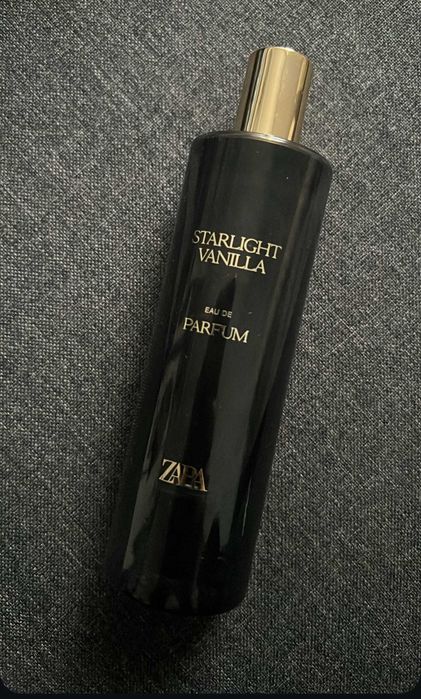 STARLIGHT
VANILLA
EAU DE
PARFUM
ZARA